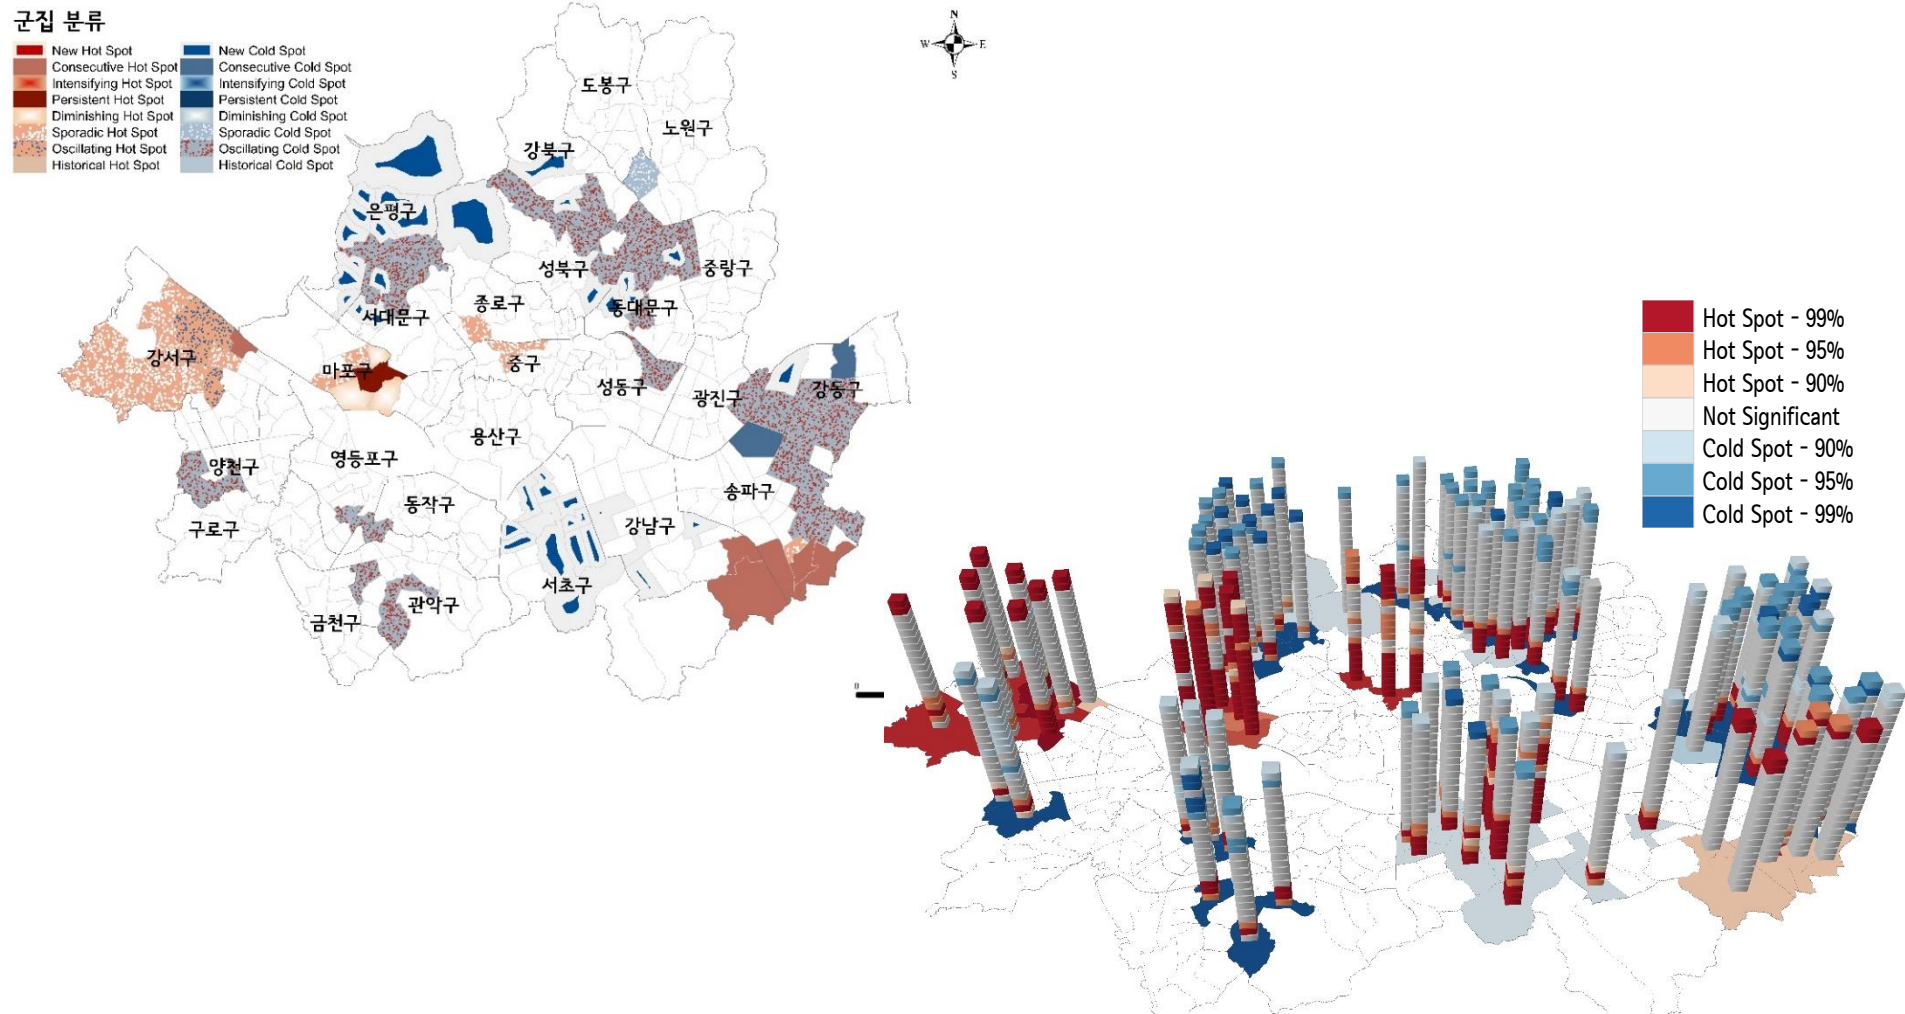 군집 분류
New Hot Spot
New Cold Spot
Consecutive Hot Spot
Consecutive Cold Spot
Intensifying Hot Spot
Intensifying Cold Spot
Persistent Hot Spot
Persistent Cold Spot
Diminishing Hot Spot
Diminishing Cold Spot
Sporadic Hot Spot
Sporadic Cold Spot
Oscillating Hot Spot
Oscillating Cold Spot
Historical Hot Spot
Historical Cold Spot
N
W E
S
도봉구
노원구
강북구
은평구
성북구
중랑구
종로구
동대문구
서대문구
강서구
마포구
중구
성동구
광진구
강동구
용산구
양천구
영등포구
송파구
동작구
구로구
강남구
서초구
관악구
금천구
0
Hot Spot - 99%
Hot Spot - 95%
Hot Spot - 90%
Not Significant
Cold Spot - 90%
Cold Spot - 95%
Cold Spot - 99%